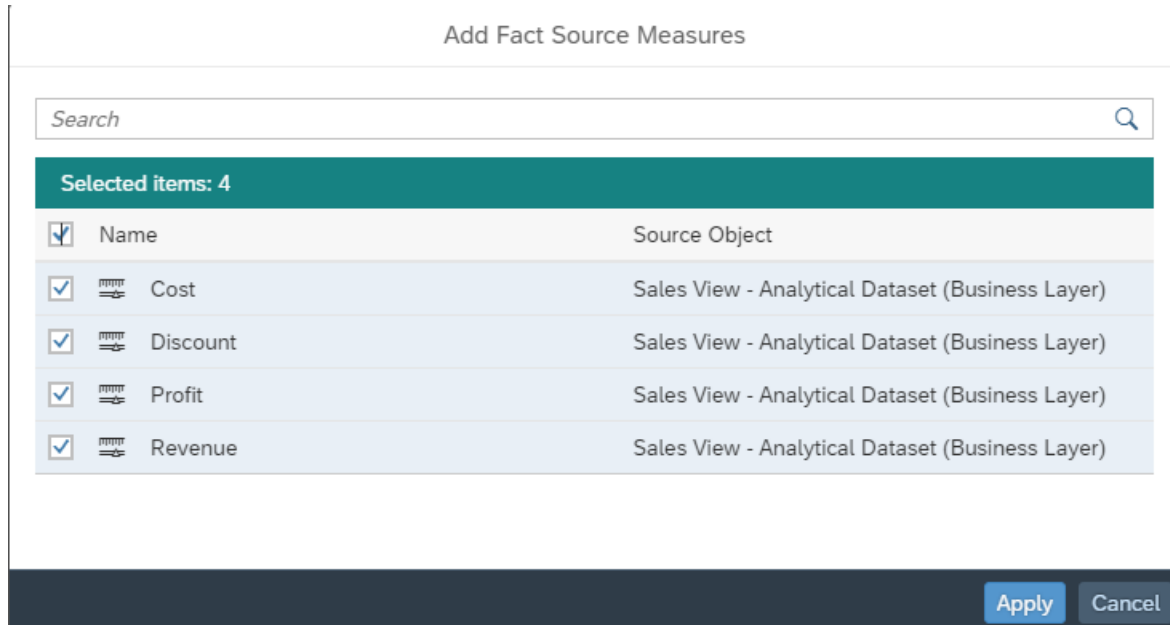 Add Fact Source Measures
Search
Selected items: 4
Name Source Object
Cost Sales View - Analytical Dataset (Business Layer)
Discount Sales View - Analytical Dataset (Business Layer)
Profit Sales View - Analytical Dataset (Business Layer)
Revenue Sales View - Analytical Dataset (Business Layer)
Apply Cancel